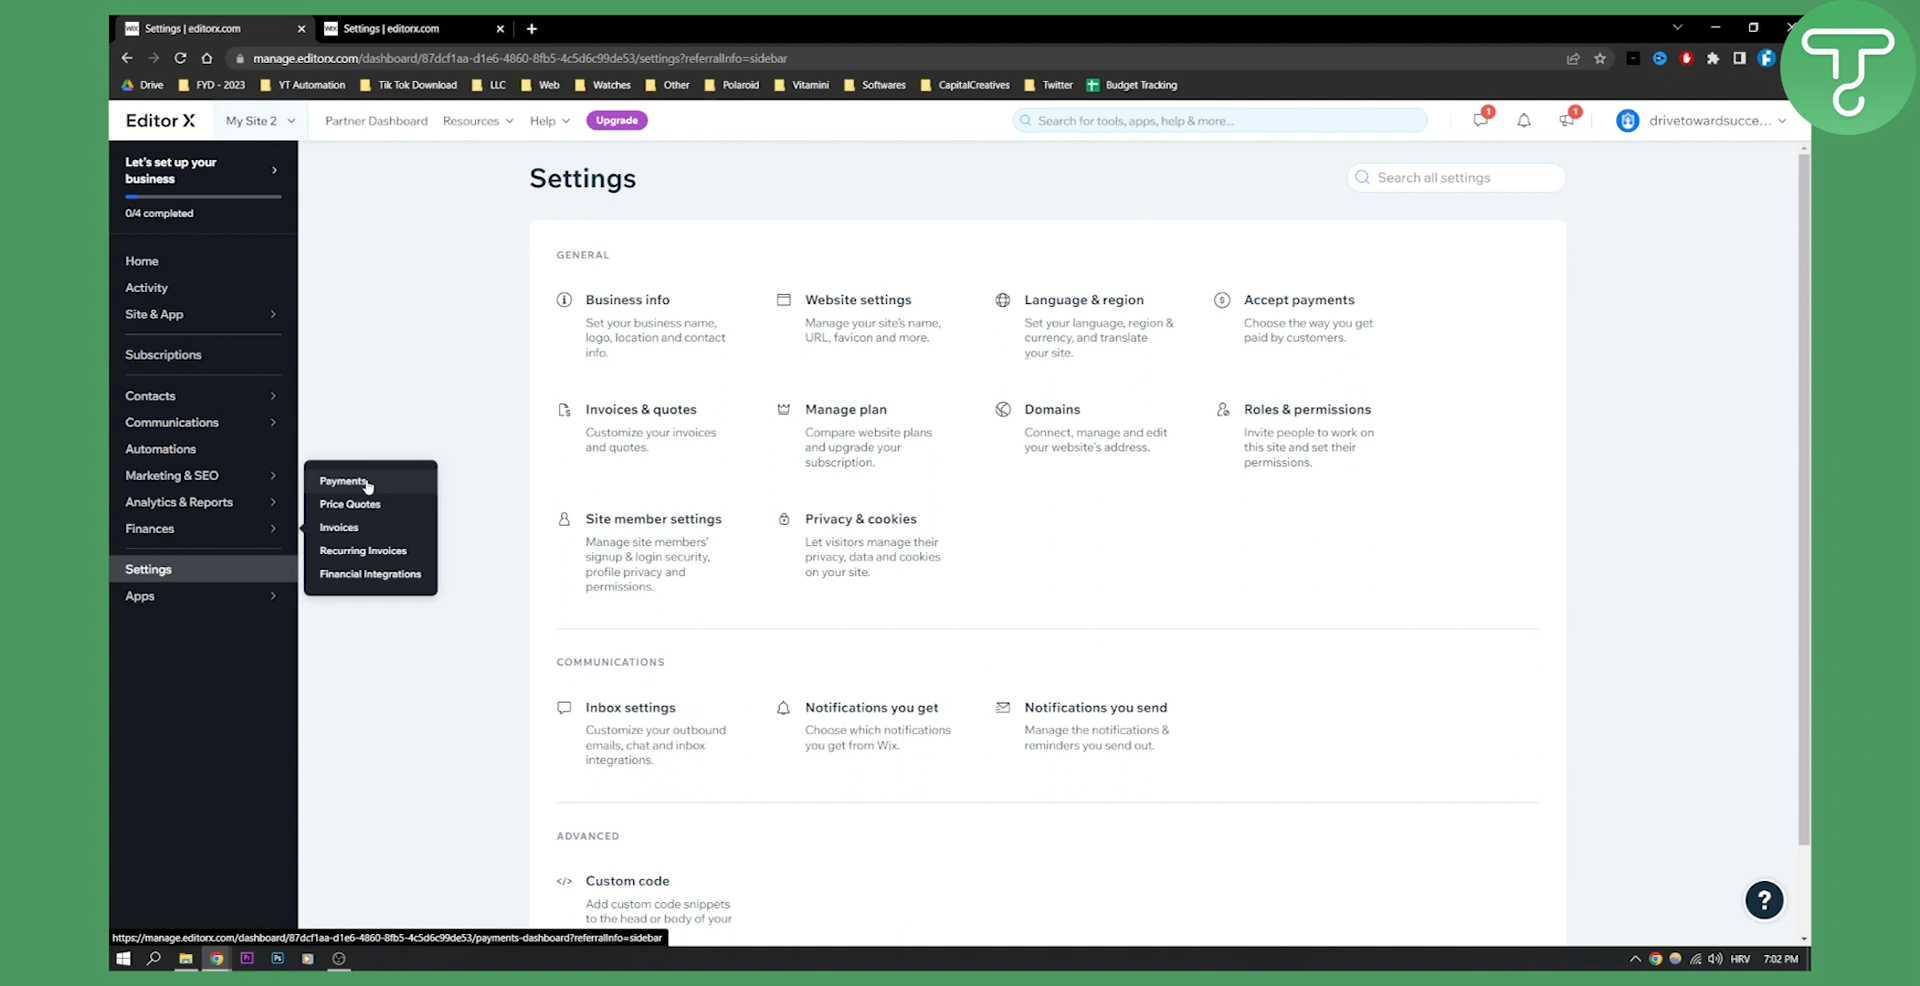 Settings | editorx.com
Settings | editorx.com
manage.editorx.com/dashboard/87dcf1aa-d1e6-4860-8fb5-4c5d6c99de53/settings?referralInfo=sidebar
Drive FYD - 2023 YT Automation Tik Tok Download LLC Web Watches Other Polaroid Vitamini Softwares CapitalCreatives Twitter Budget Tracking
Editor X My Site 2 Partner Dashboard Resources Help Upgrade Search for tools, apps, help & more... 1 1 drivetowardsucce...
Let's set up your
business
0/4 completed
Home
Activity
Site & App
Subscriptions
Contacts
Communications
Automations
Marketing & SEO
Analytics & Reports
Finances
Settings
Apps
Payments
Price Quotes
Invoices
Recurring Invoices
Financial Integrations
Settings
Search all settings
GENERAL
Business info
Set your business name,
logo, location and contact
info.
Website settings
Manage your site's name,
URL, favicon and more.
Language & region
Set your language, region &
currency, and translate
your site.
Accept payments
Choose the way you get
paid by customers.
Invoices & quotes
Customize your invoices
and quotes.
Manage plan
Compare website plans
and upgrade your
subscription.
Domains
Connect, manage and edit
your website's address.
Roles & permissions
Invite people to work on
this site and set their
permissions.
Site member settings
Manage site members'
signup & login security,
profile privacy and
permissions.
Privacy & cookies
Let visitors manage their
privacy, data and cookies
on your site.
COMMUNICATIONS
Inbox settings
Customize your outbound
emails, chat and inbox
integrations.
Notifications you get
Choose which notifications
you get from Wix.
Notifications you send
Manage the notifications &
reminders you send out.
ADVANCED
Custom code
Add custom code snippets
to the head or body of your
?
https://manage.editorx.com/dashboard/87dcf1aa-d1e6-4860-8fb5-4c5d6c99de53/payments-dashboard?referralInfo=sidebar
HRV 7:02 PM